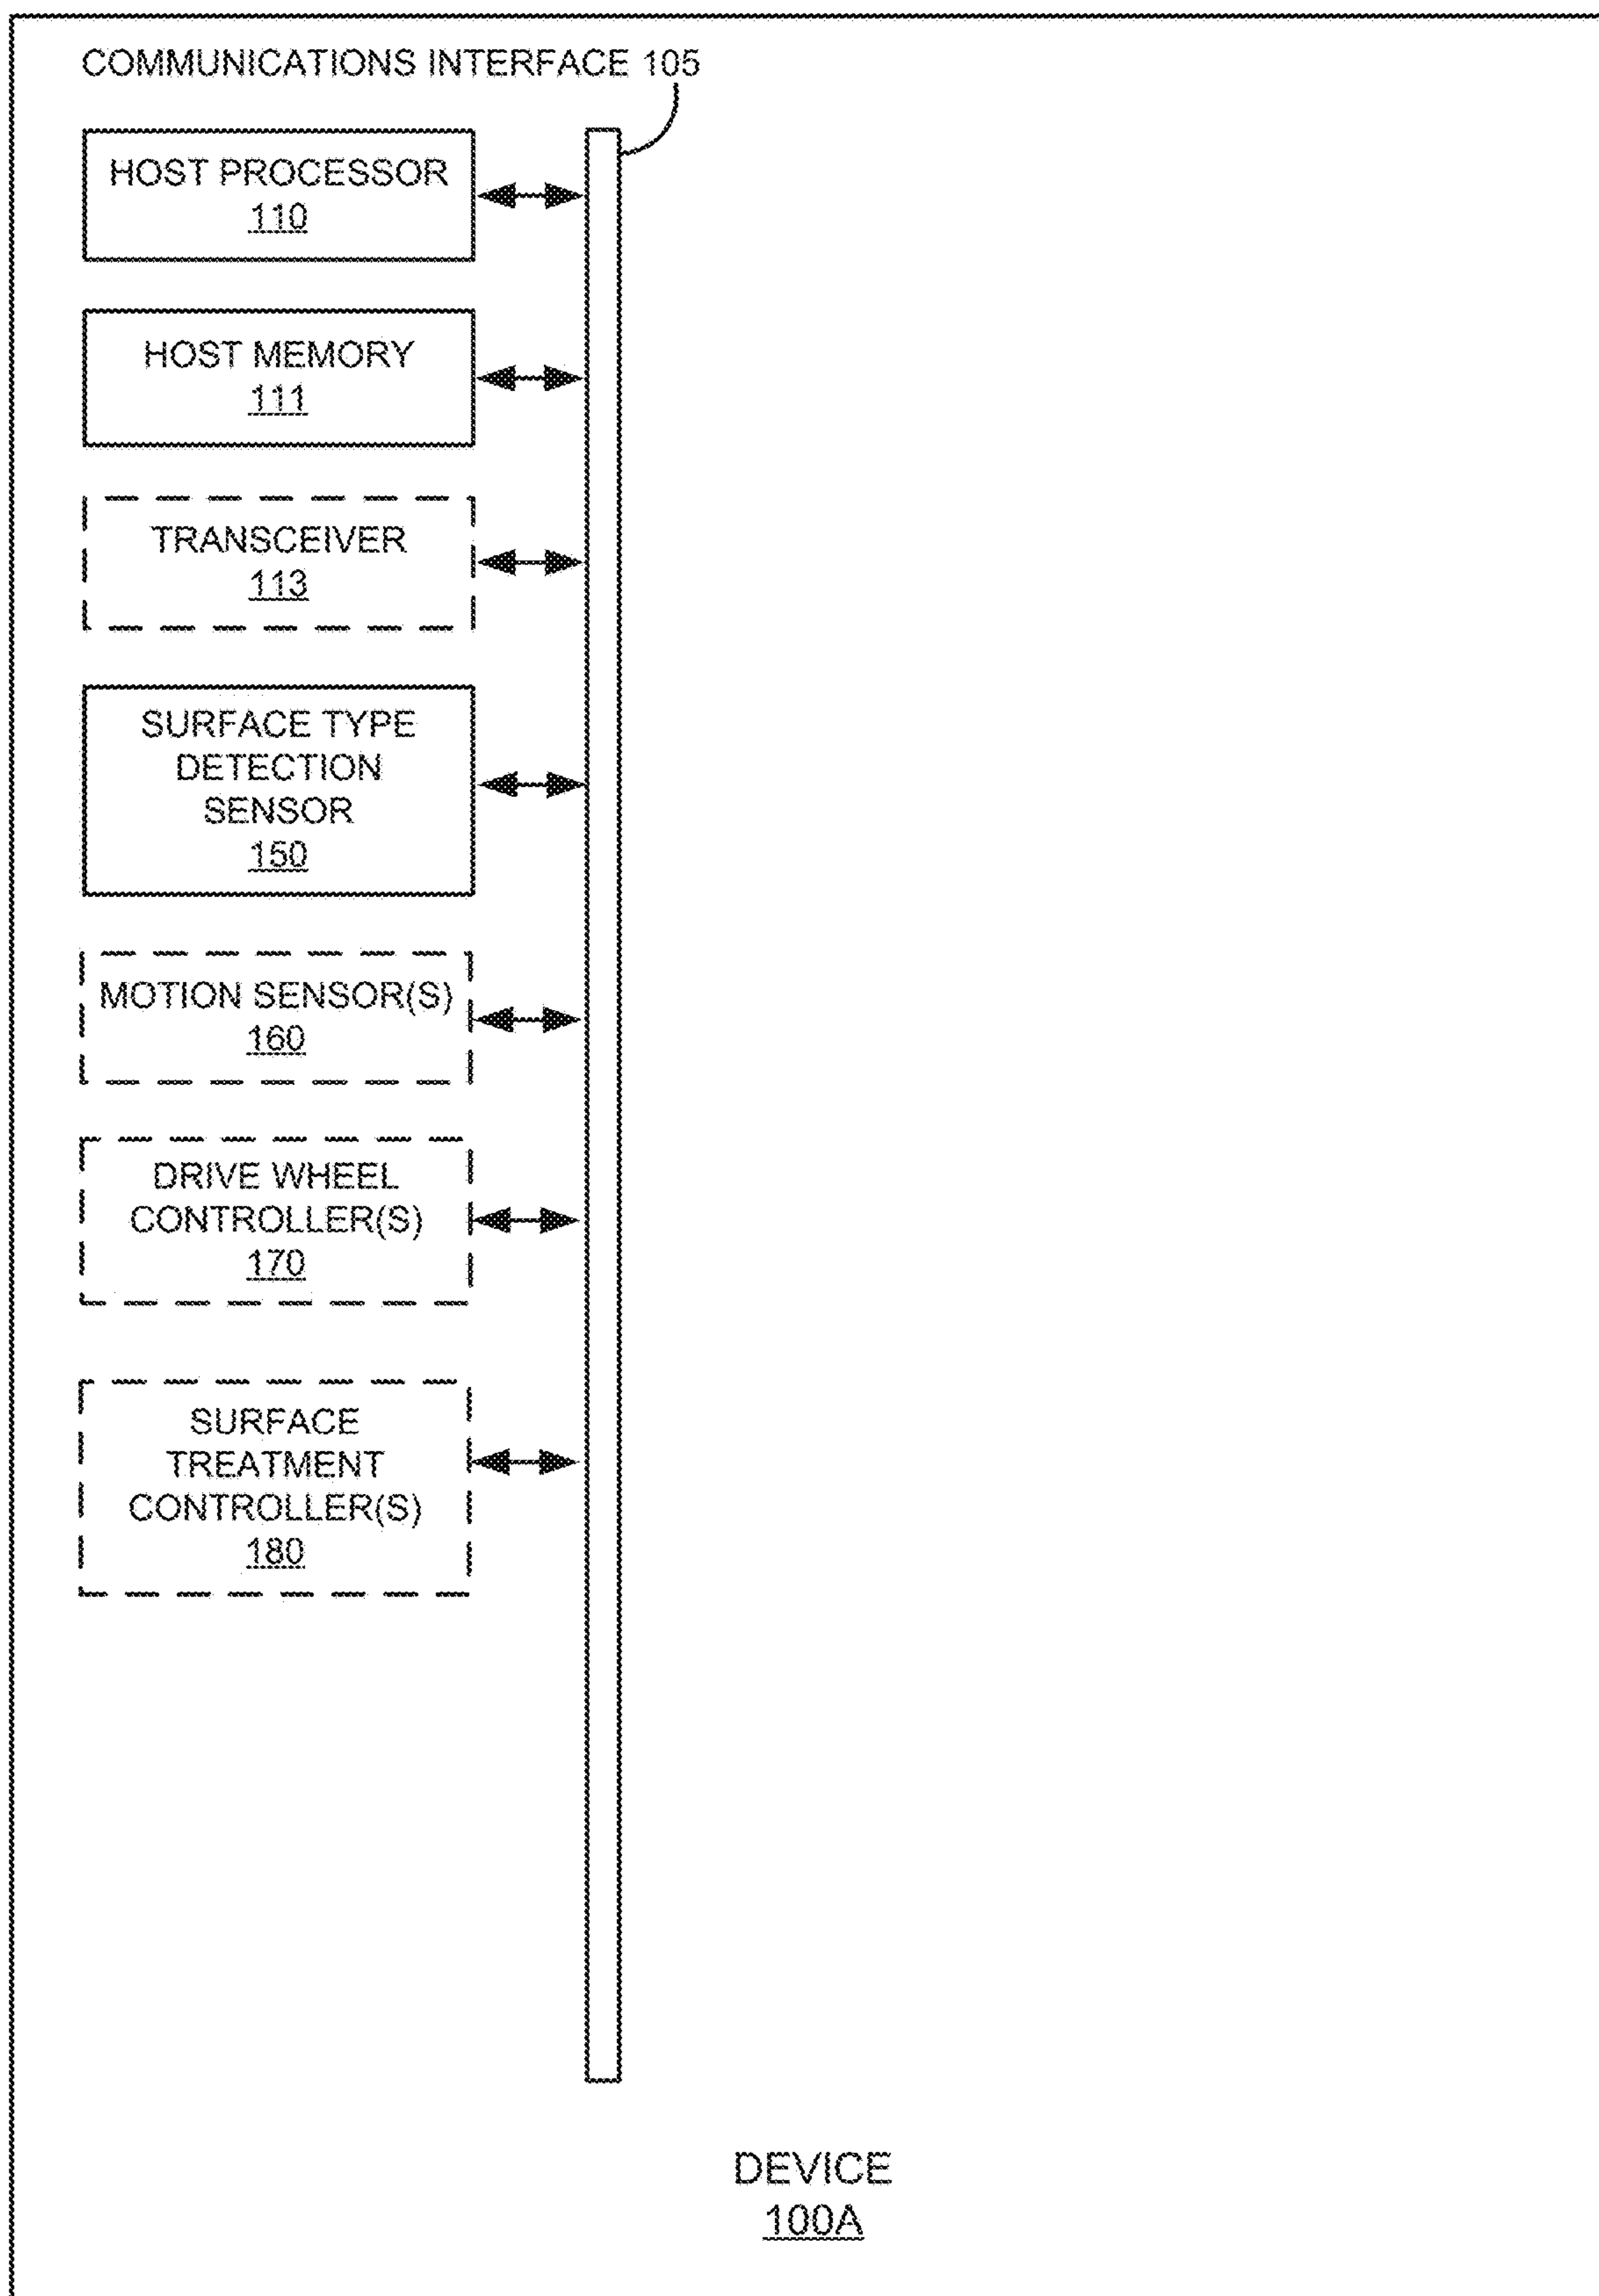 COMMUNICATIONS INTERFACE 105
HOST PROCESSOR
110
HOST MEMORY
111
TRANSCEIVER
113
SURFACE TYPE
DETECTION
SENSOR
150
MOTION SENSOR(S)
160
DRIVE WHEEL
CONTROLLER(S)
170
SURFACE
TREATMENT
CONTROLLER(S)
180
DEVICE
100A